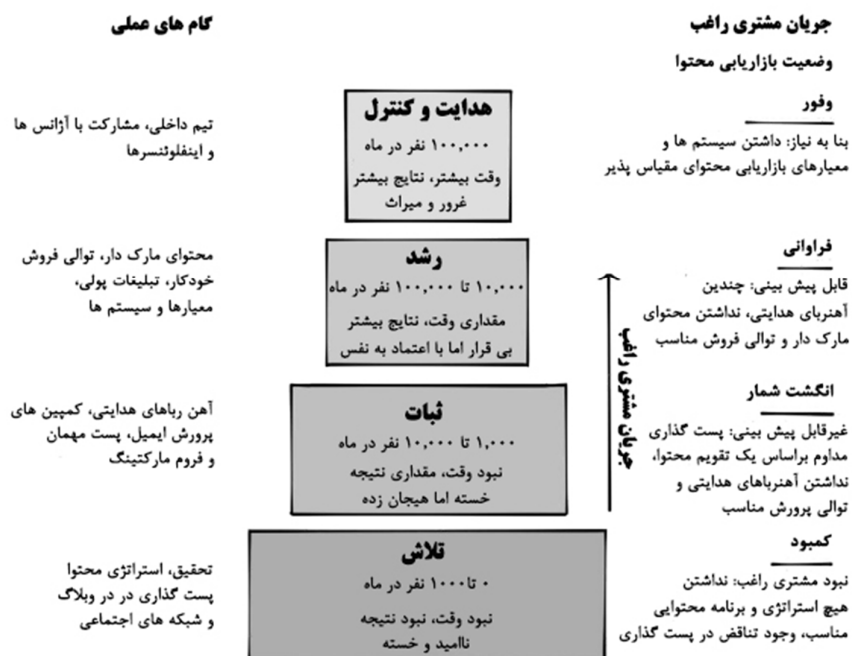 جریان مشتری راغب
گام های عملی
وضعیت بازاریابی محتوا
وفور
بنا به نیاز: داشتن سیستم ها و
معیارهای بازاریابی محتوای مقیاس پذیر
هدایت و کنترل
۱۰۰,۰۰۰ نفر در ماه
وقت بیشتر، نتایج بیشتر
غرور و میراث
تیم داخلی، مشارکت با آژانس ها
و اینفلوئنسرها
فراوانی
قابل پیش بینی: چندین
آهنربای هدایتی، نداشتن محتوای
مارک دار و توالی فروش مناسب
رشد
۱۰,۰۰۰ تا ۱۰۰,۰۰۰ نفر در ماه
مقداری وقت، نتایج بیشتر
بی قرار اما با اعتماد به نفس
محتوای مارک دار، توالی فروش
خودکار، تبلیغات پولی،
معیارها و سیستم ها
جریان مشتری راغب
انگشت شمار
غیرقابل پیش بینی: پست گذاری
مداوم براساس یک تقویم محتوا،
نداشتن آهنرباهای هدایتی و
توالی پرورش مناسب
ثبات
۱,۰۰۰ تا ۱۰,۰۰۰ نفر در ماه
نبود وقت، مقداری نتیجه
خسته اما هیجان زده
آهن رباهای هدایتی، کمپین های
پرورش ایمیل، پست مهمان
و فروم مارکتینگ
کمبود
نبود مشتری راغب: نداشتن
هیچ استراتژی و برنامه محتوایی
مناسب، وجود تناقض در پست گذاری
تلاش
۰ تا۱۰۰۰ نفر در ماه
نبود وقت، نبود نتیجه
ناامید و خسته
تحقیق، استراتژی محتوا
پست گذاری در در وبلاگ
و شبکه های اجتماعی